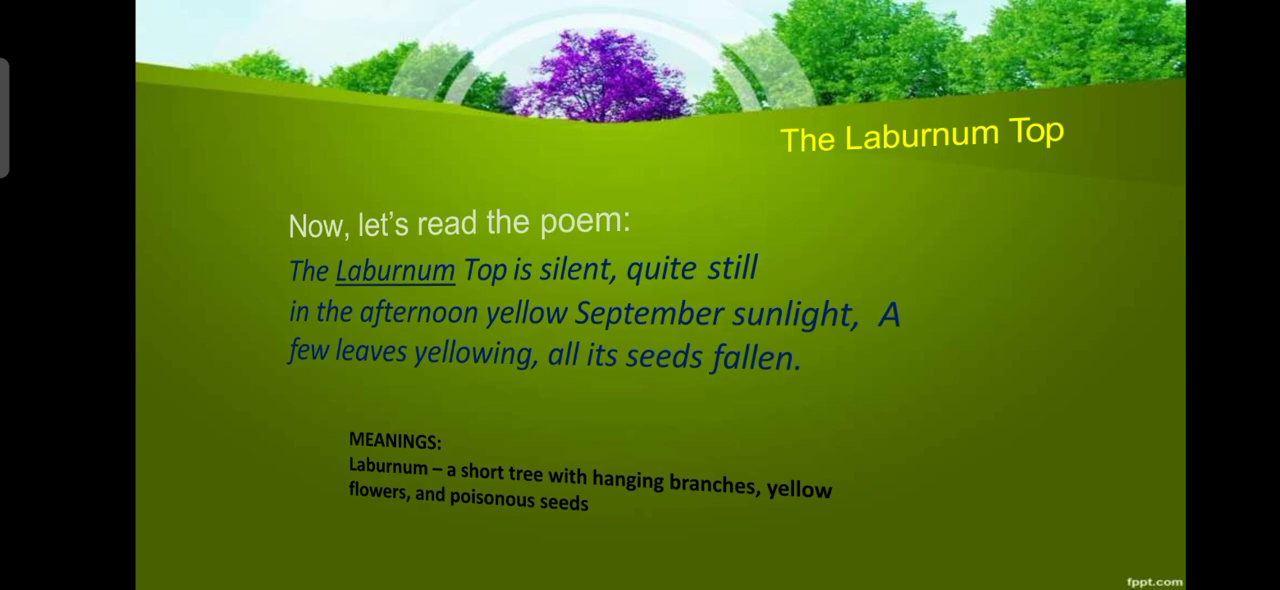 The Laburnum Top
Now, let's read the poem:
The Laburnum Top is silent, quite still
in the afternoon yellow September sunlight, A
few leaves yellowing, all its seeds fallen.
MEANINGS:
Laburnum – a short tree with hanging branches, yellow
flowers, and poisonous seeds
fppt.com